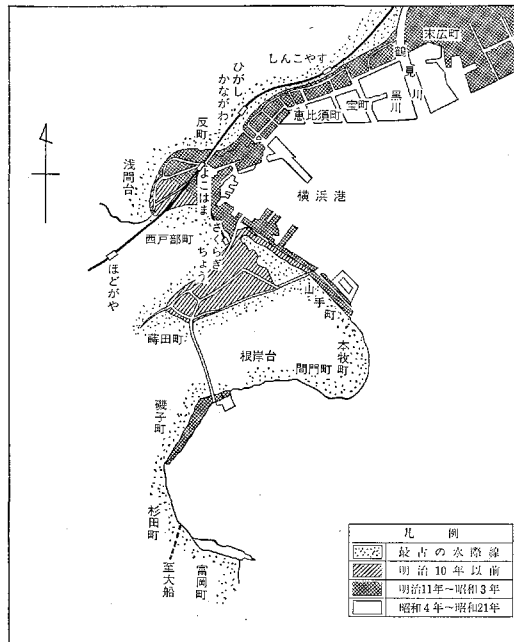 しんこやす
鶴見川
末広町
ひがしかながわ
恵比須町
宝町
黒川
反町
浅間台
よこはま
横浜港
西戸部町
さくらぎちょう
ほどがや
山手町
本牧町
蒔田町
根岸台
間門町
磯子町
杉田町
至大船
富岡町
凡例
最古の水際線
明治10年以前
明治11年～昭和3年
昭和4年～昭和21年